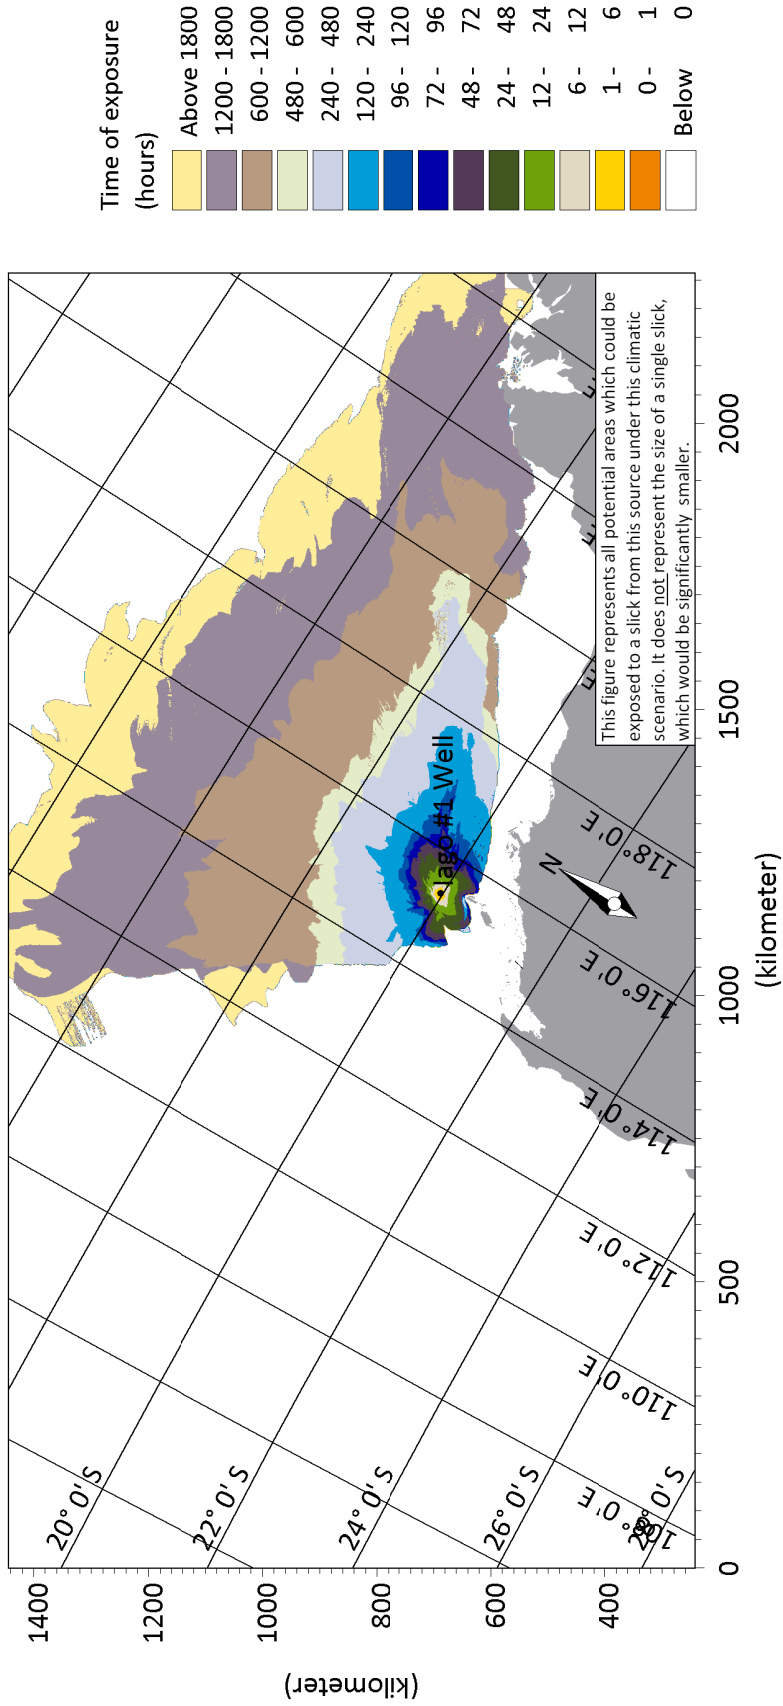 Time of exposure
(hours)
Above 1800
1200 - 1800
600 - 1200
480 - 600
240 - 480
120 - 240
96 - 120
72 - 96
48 - 72
24 - 48
12 - 24
6 - 12
1 - 6
0 - 1
Below 0
1400
1200
1000
800
600
400
(kilometer)
20° 0' S
22° 0' S
24° 0' S
26° 0' S
0' S
110° 0' E
112° 0' E
114° 0' E
116° 0' E
118° 0' E
E
E
E
Iago #1 Well
N
This figure represents all potential areas which could be
exposed to a slick from this source under this climatic
scenario. It does not represent the size of a single slick,
which would be significantly smaller.
0
500
1000
1500
2000
(kilometer)